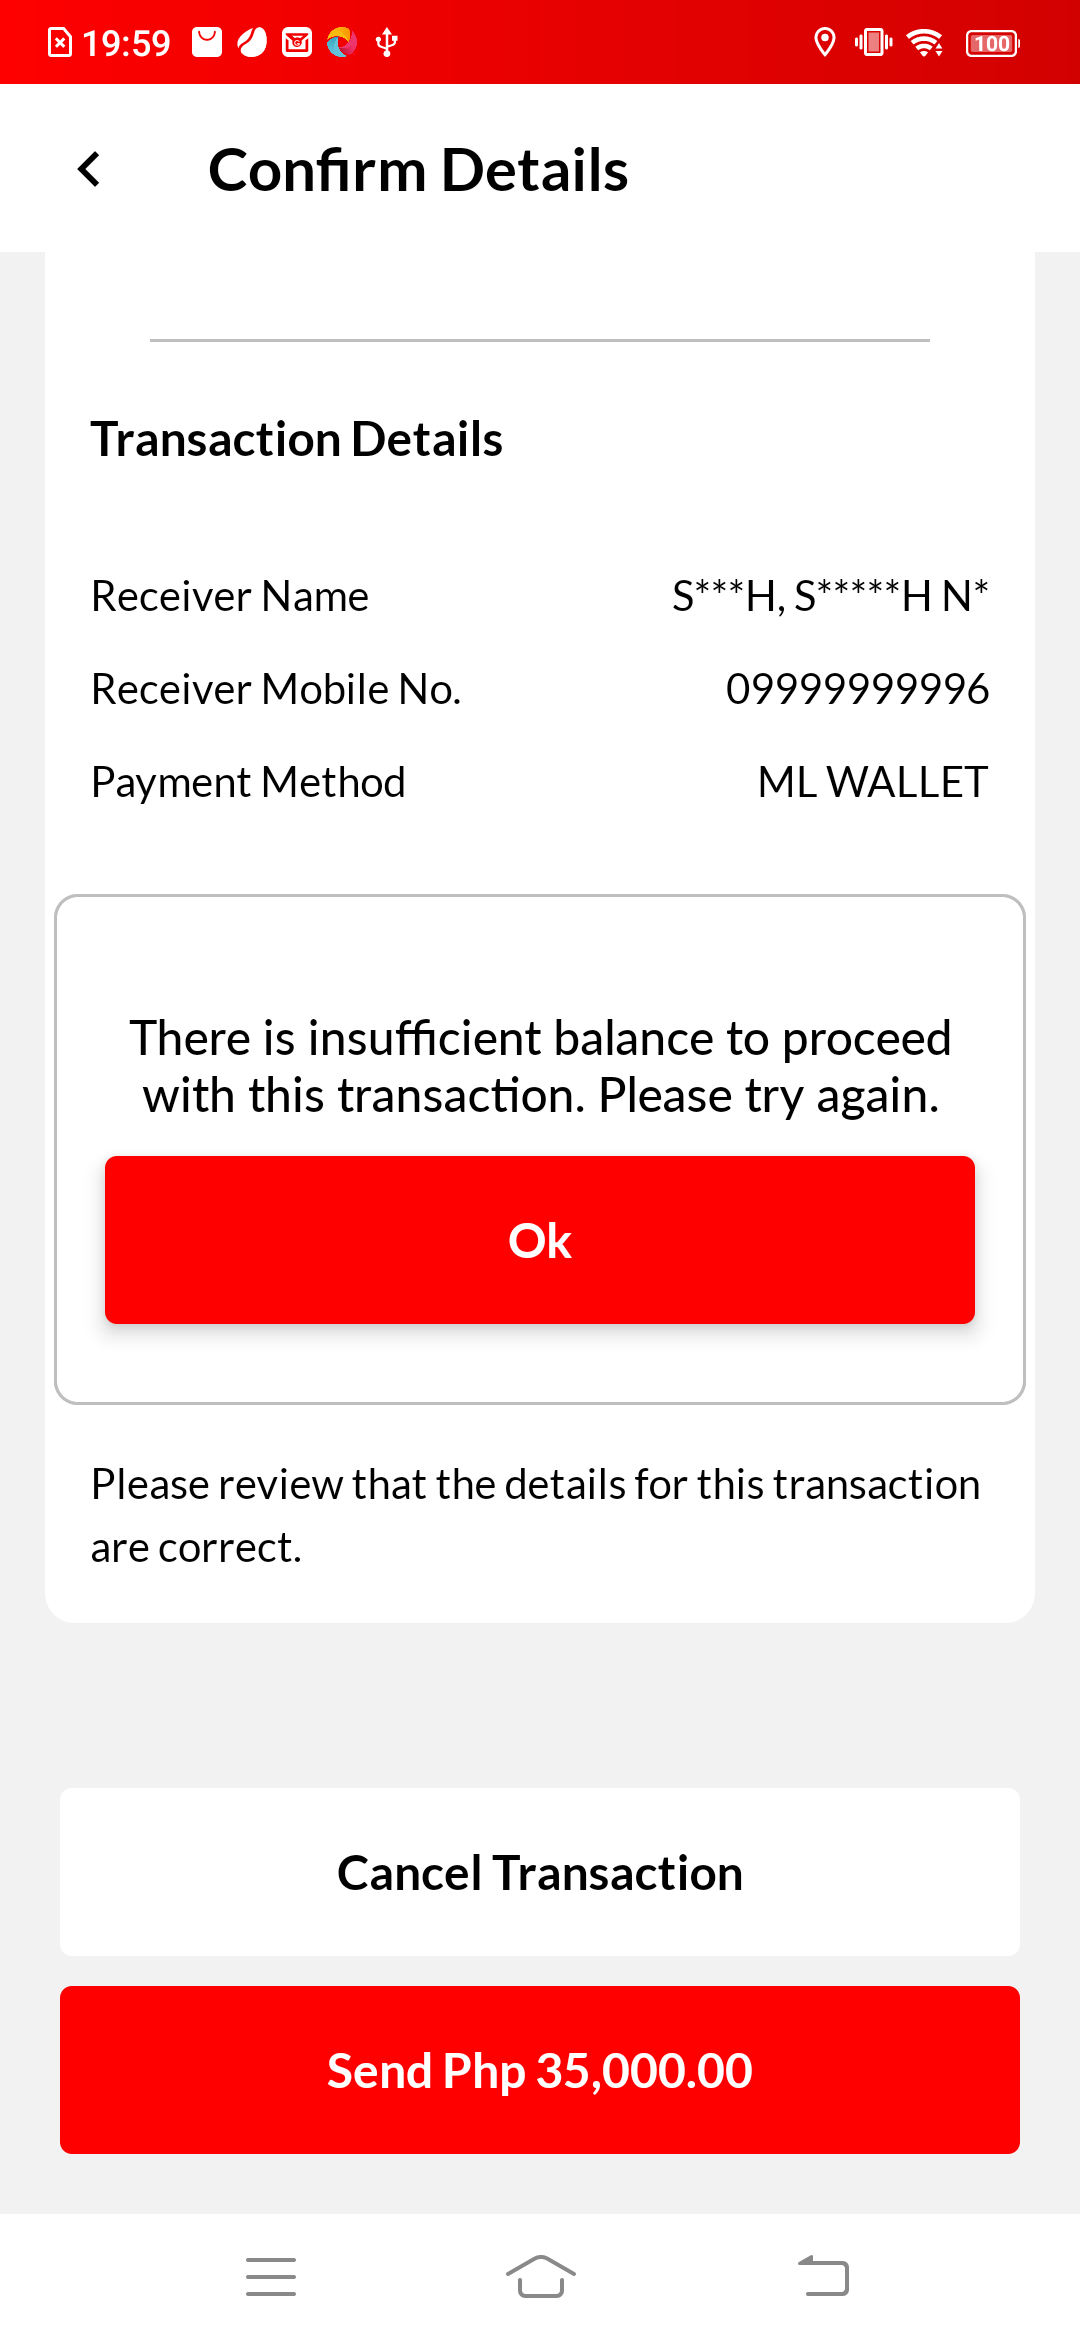 19:59
100
Confirm Details
Transaction Details
Receiver Name S***H, S*****H N*
Receiver Mobile No. 09999999996
Payment Method ML WALLET
There is insufficient balance to proceed
with this transaction. Please try again.
Ok
Please review that the details for this transaction
are correct.
Cancel Transaction
Send Php 35,000.00